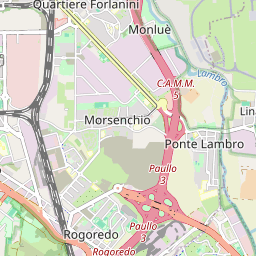 Quartiere Forlanini
Monluè
C.A.M.M.
5
Lambro
Morsenchio
Lin
Ponte Lambro
Paullo
3
Rogoredo
Paullo
3
Rogoredo